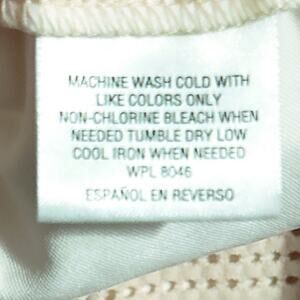 MACHINE WASH COLD WITH
LIKE COLORS ONLY
NON-CHLORINE BLEACH WHEN
NEEDED TUMBLE DRY LOW
COOL IRON WHEN NEEDED
WPL 8046
ESPAÑOL EN REVERSO